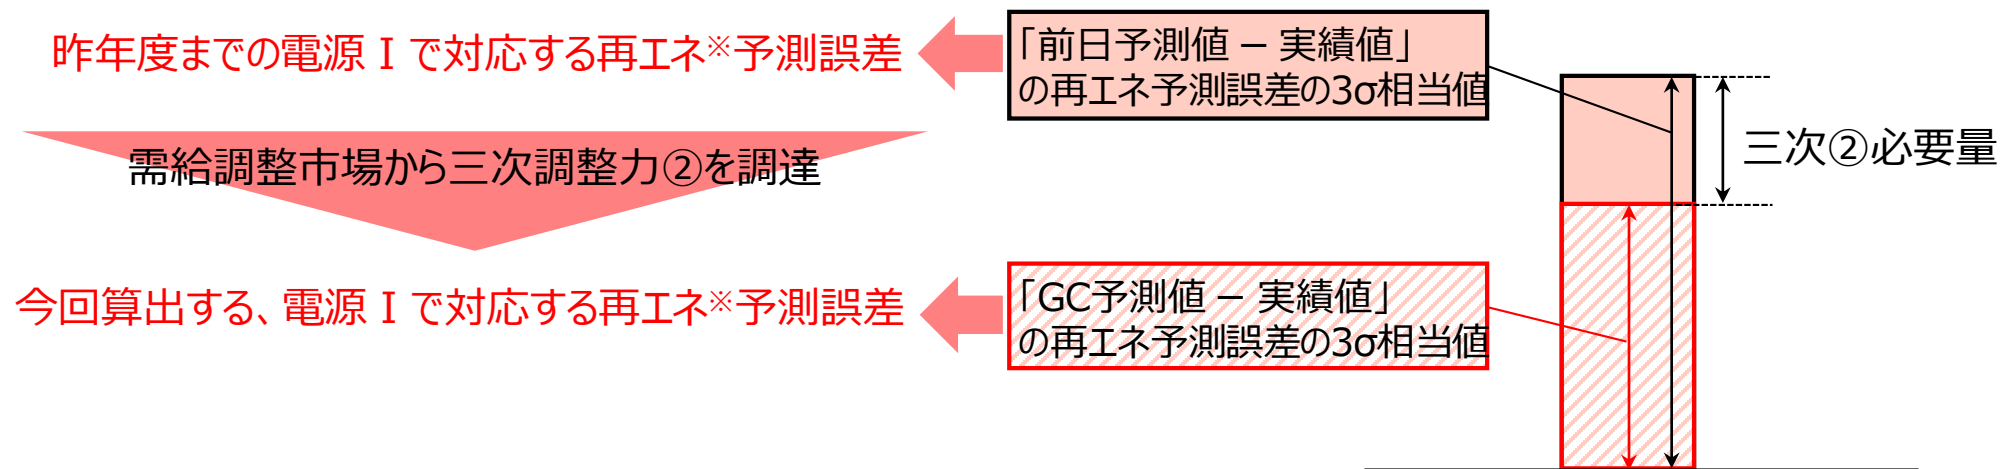 昨年度までの電源Ⅰで対応する再エネ※予測誤差
「前日予測値 – 実績値」
の再エネ予測誤差の3σ相当値
三次②必要量
需給調整市場から三次調整力②を調達
今回算出する、電源Ⅰで対応する再エネ※予測誤差
「GC予測値 – 実績値」
の再エネ予測誤差の3σ相当値